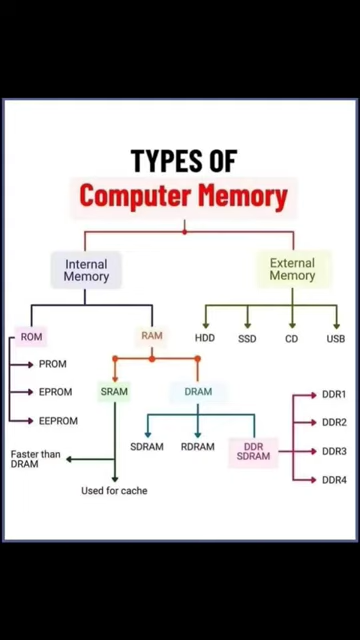 TYPES OF
Computer Memory
Internal
Memory
External
Memory
ROM
RAM
HDD
SSD
CD
USB
PROM
EPROM
EEPROM
SRAM
DRAM
Faster than
DRAM
Used for cache
SDRAM
RDRAM
DDR
SDRAM
DDR1
DDR2
DDR3
DDR4